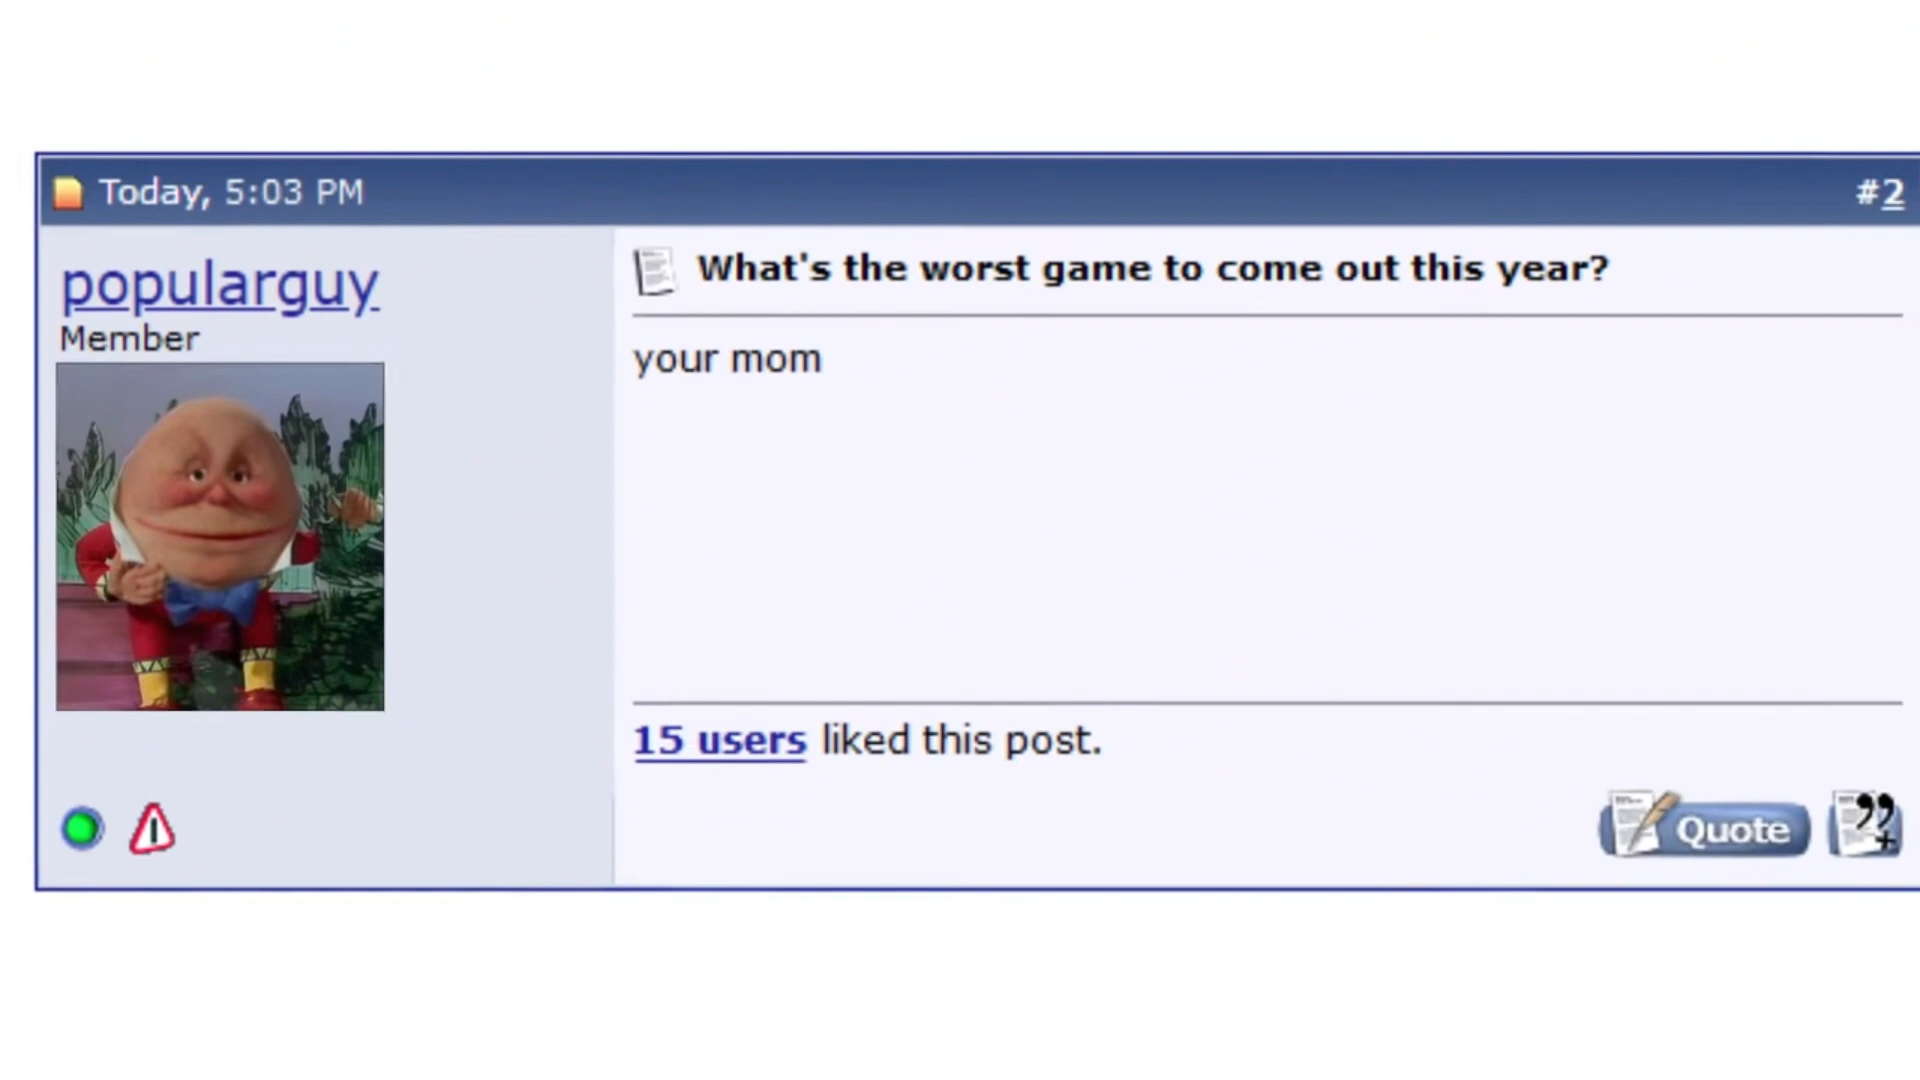 Today, 5:03 PM
#2
popularguy
Member
What's the worst game to come out this year?
your mom
15 users liked this post.
Quote